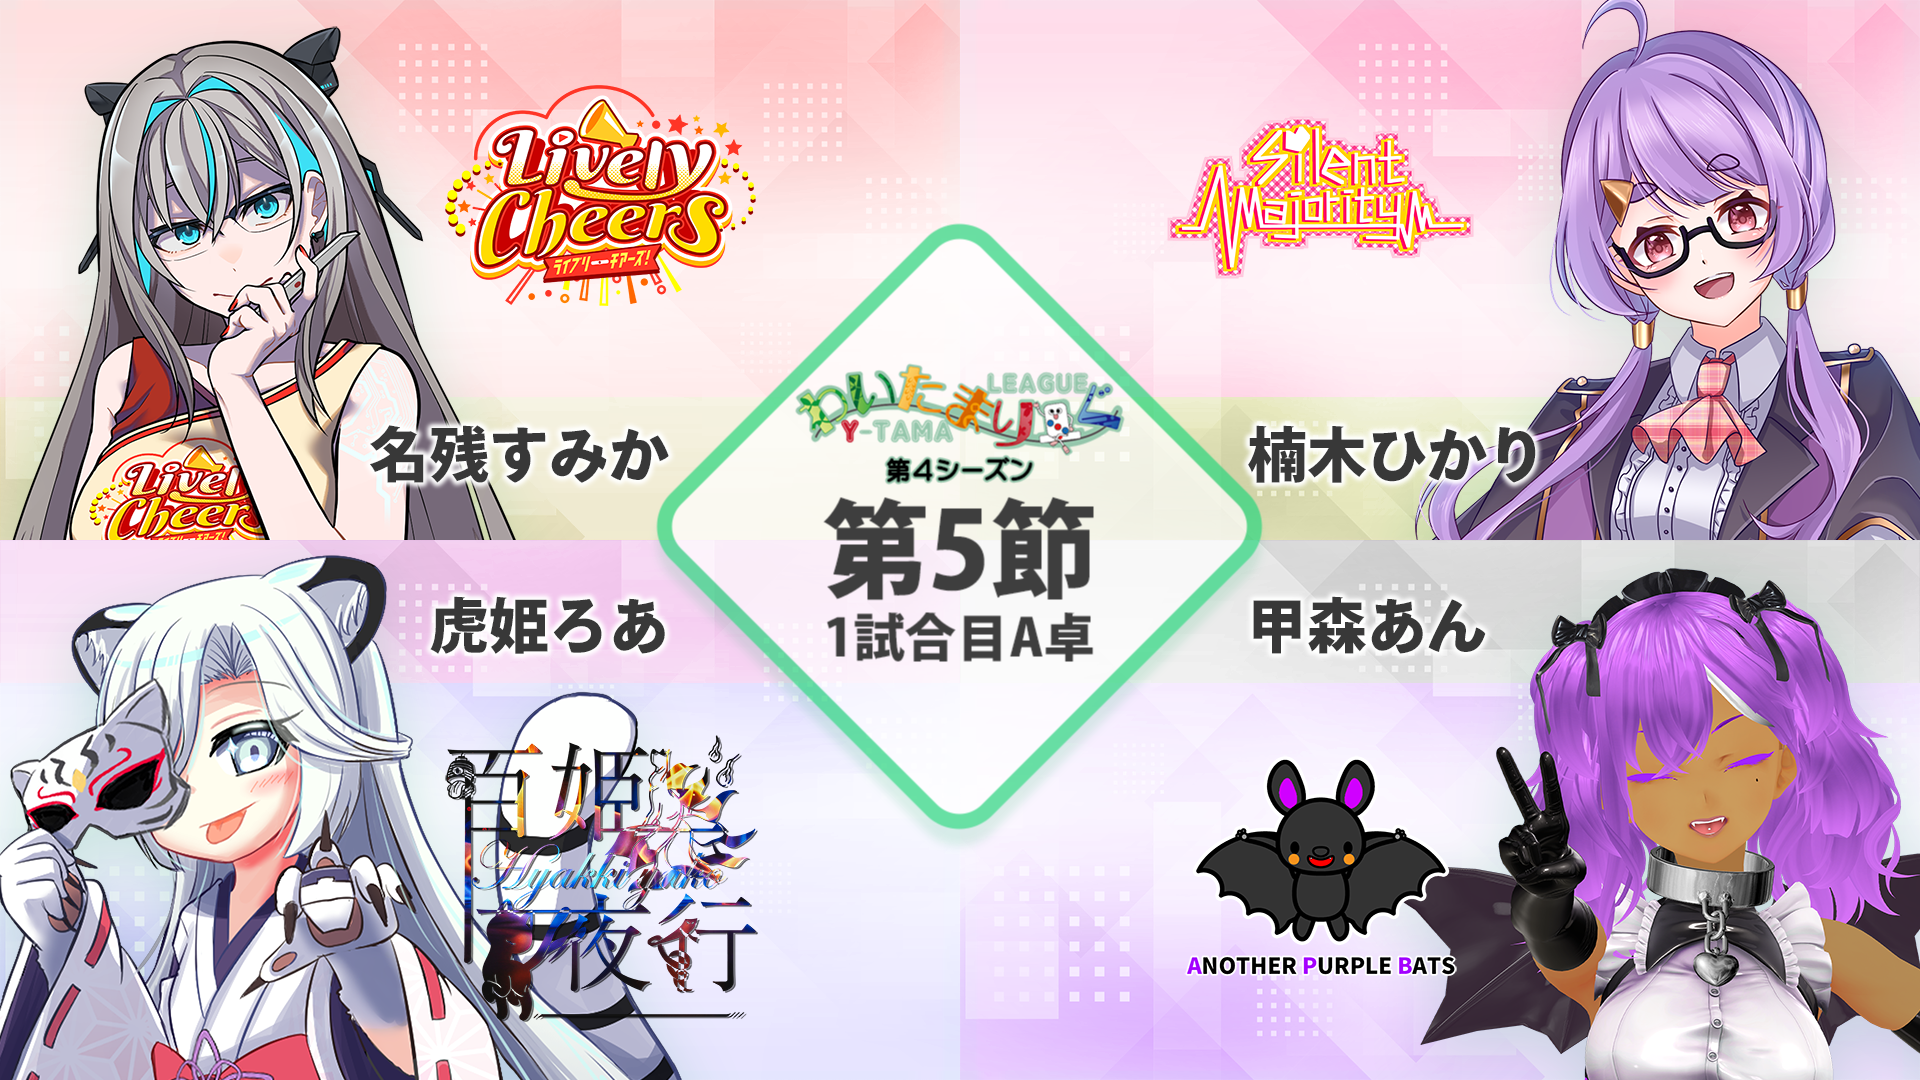 Lively
Cheers
ライブリーチアーズ!
Silent
Majority
名残すみか
楠木ひかり
Lively
Cheers
わいたまりーぐ
LEAGUE
Y-TAMA
第4シーズン
第5節
1試合目A卓
虎姫ろあ
甲森あん
百姫
Hyakkiyako
夜行
ANOTHER PURPLE BATS